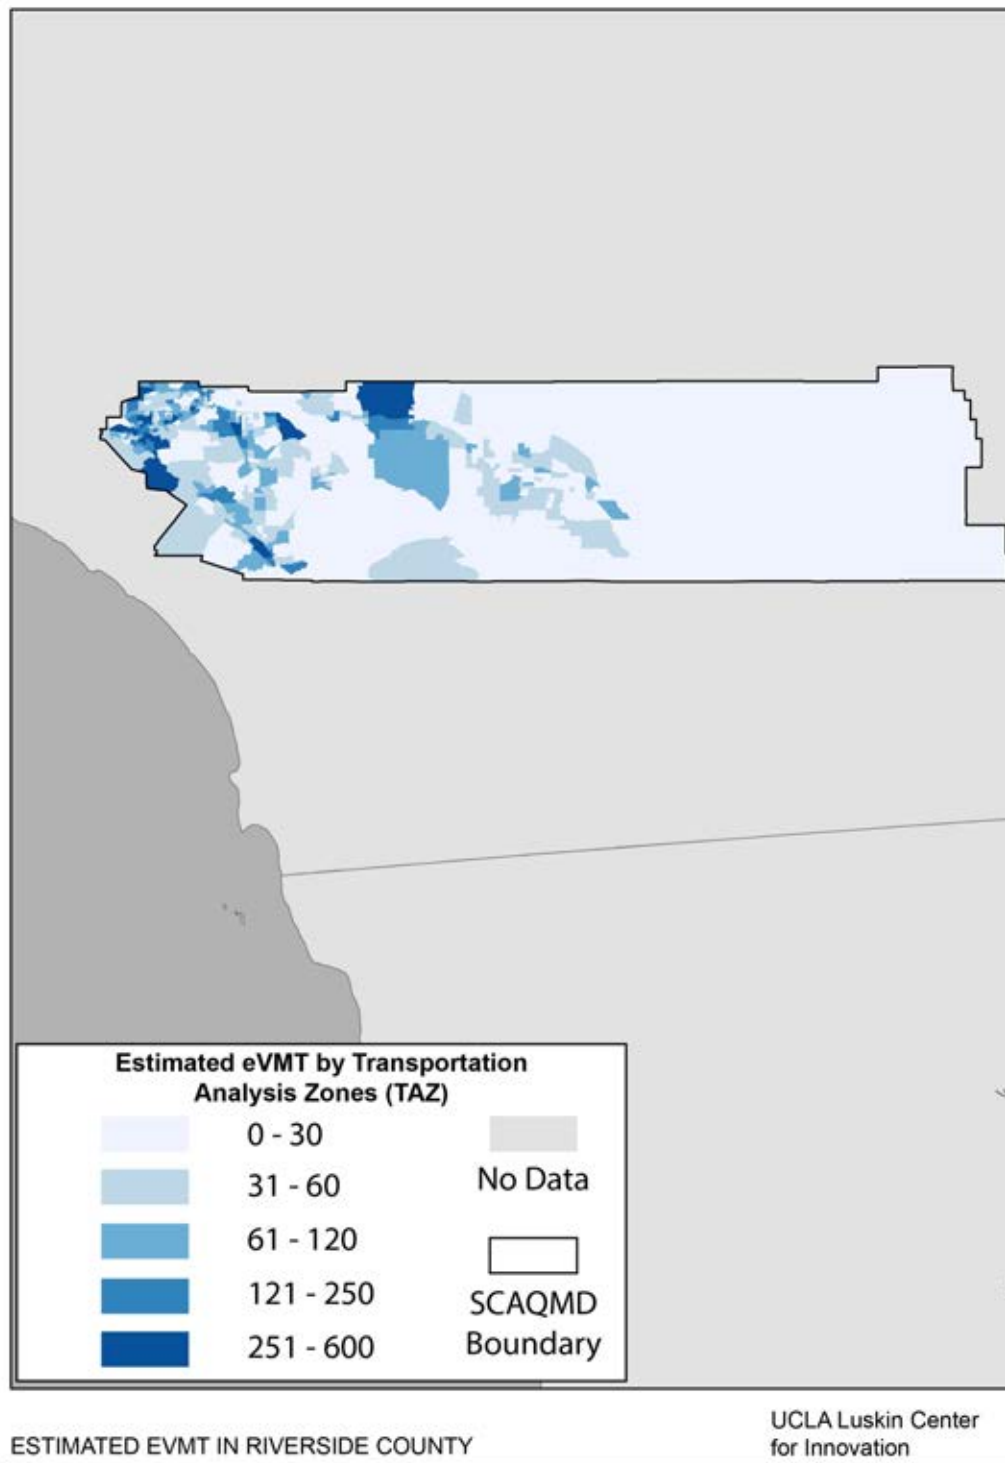 Estimated eVMT by Transportation
Analysis Zones (TAZ)
0 - 30
31 - 60
61 - 120
121 - 250
251 - 600
No Data
SCAQMD
Boundary
ESTIMATED EVMT IN RIVERSIDE COUNTY
UCLA Luskin Center
for Innovation